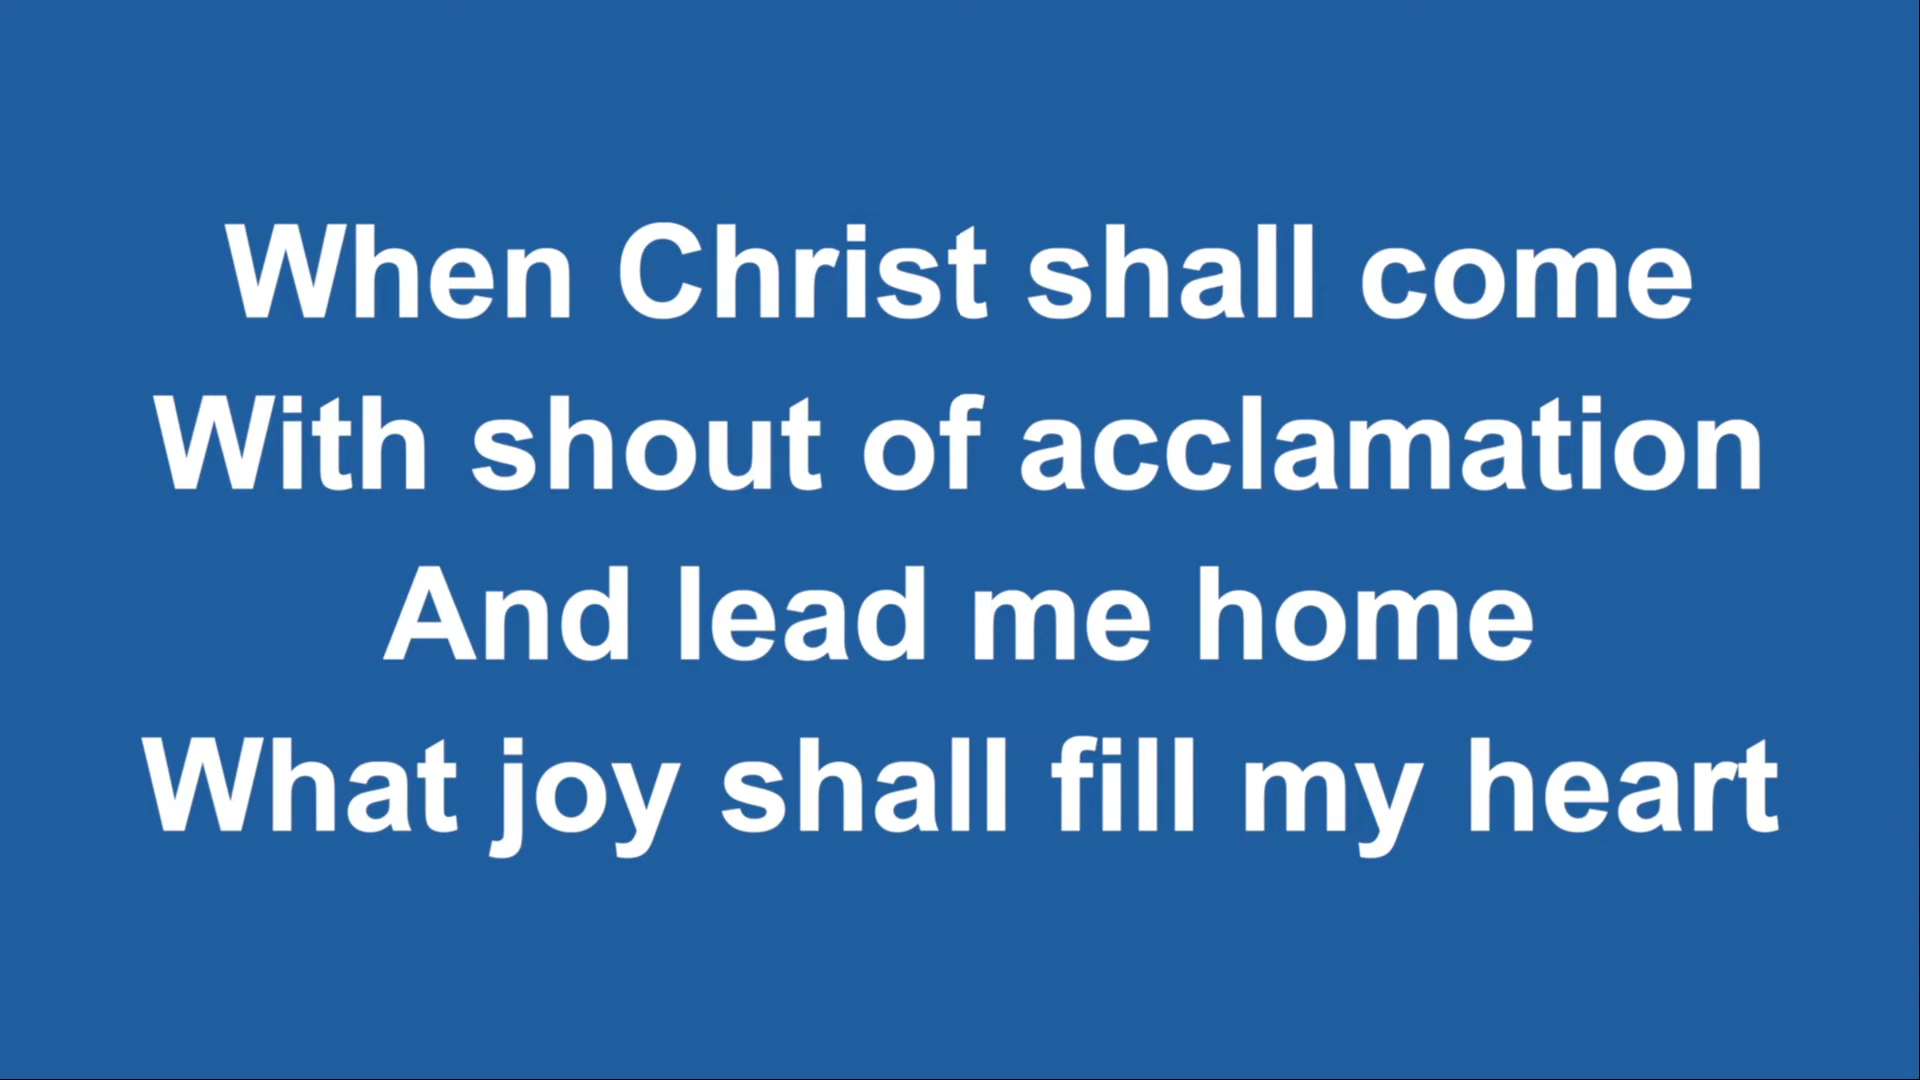 When Christ shall come
With shout of acclamation
And lead me home
What joy shall fill my heart